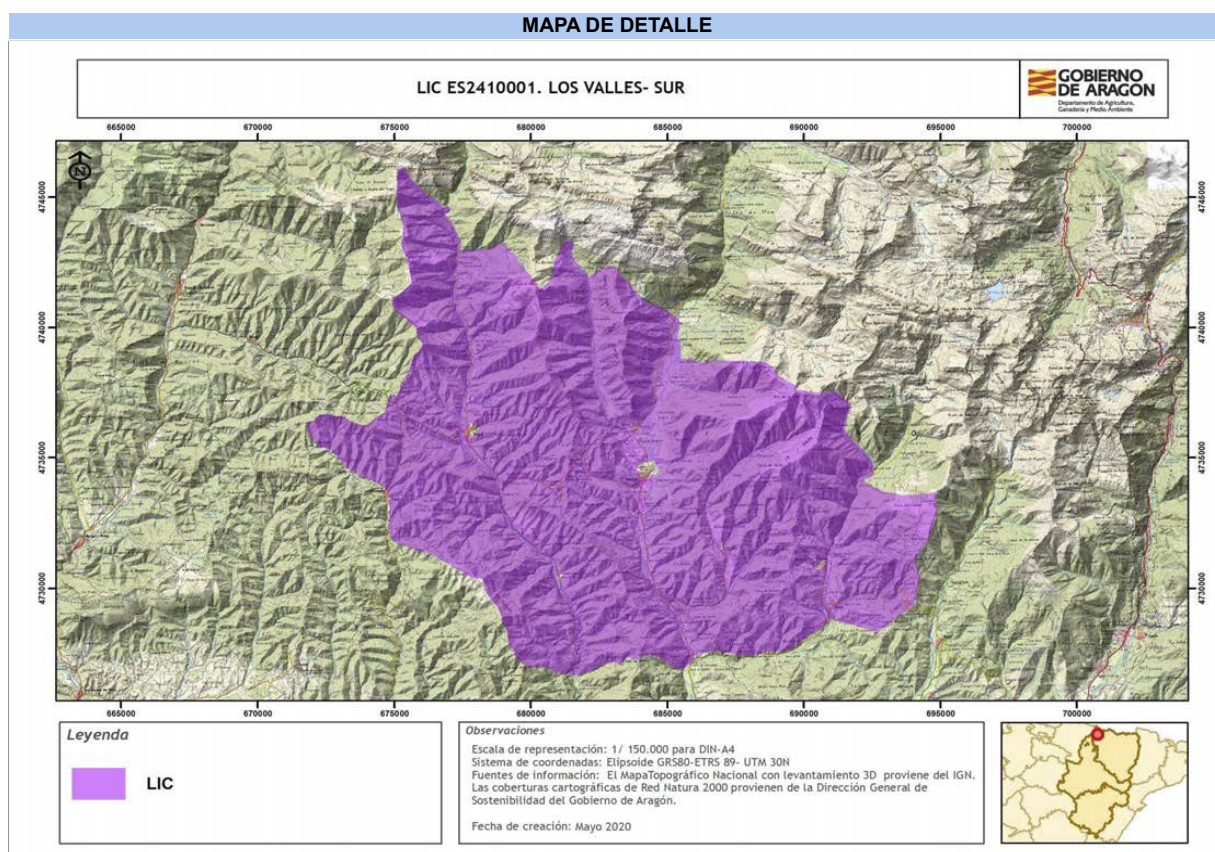 MAPA DE DETALLE
LIC ES2410001. LOS VALLES- SUR
GOBIERNO
DE ARAGON
Departamento de Agricultura,
Ganadería y Medio Ambiente
665000 670000 675000 680000 685000 690000 695000 700000
N
4745000 4745000
4740000 4740000
4735000 4735000
4730000 4730000
665000 670000 675000 680000 685000 690000 695000 700000
Leyenda
LIC
Observaciones
Escala de representación: 1/ 150.000 para DIN-A4
Sistema de coordenadas: Elipsoide GRS80-ETRS 89- UTM 30N
Fuentes de información: El MapaTopográfico Nacional con levantamiento 3D proviene del IGN.
Las coberturas cartográficas de Red Natura 2000 provienen de la Dirección General de
Sostenibilidad del Gobierno de Aragón.
Fecha de creación: Mayo 2020